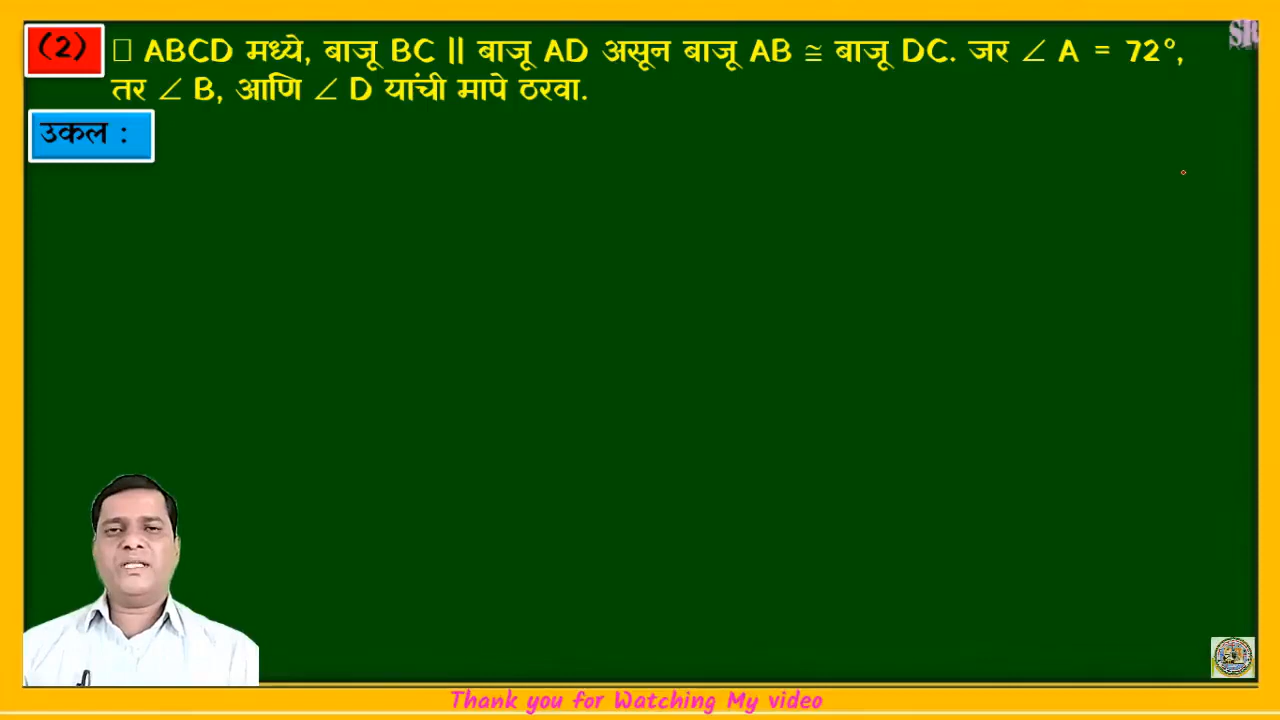 (2) □ ABCD मध्ये, बाजू BC || बाजू AD असून बाजू AB ≅ बाजू DC. जर ∠ A = 72°,
तर ∠ B, आणि ∠ D यांची मापे ठरवा.
उकल :
SR
Thank you for Watching My video